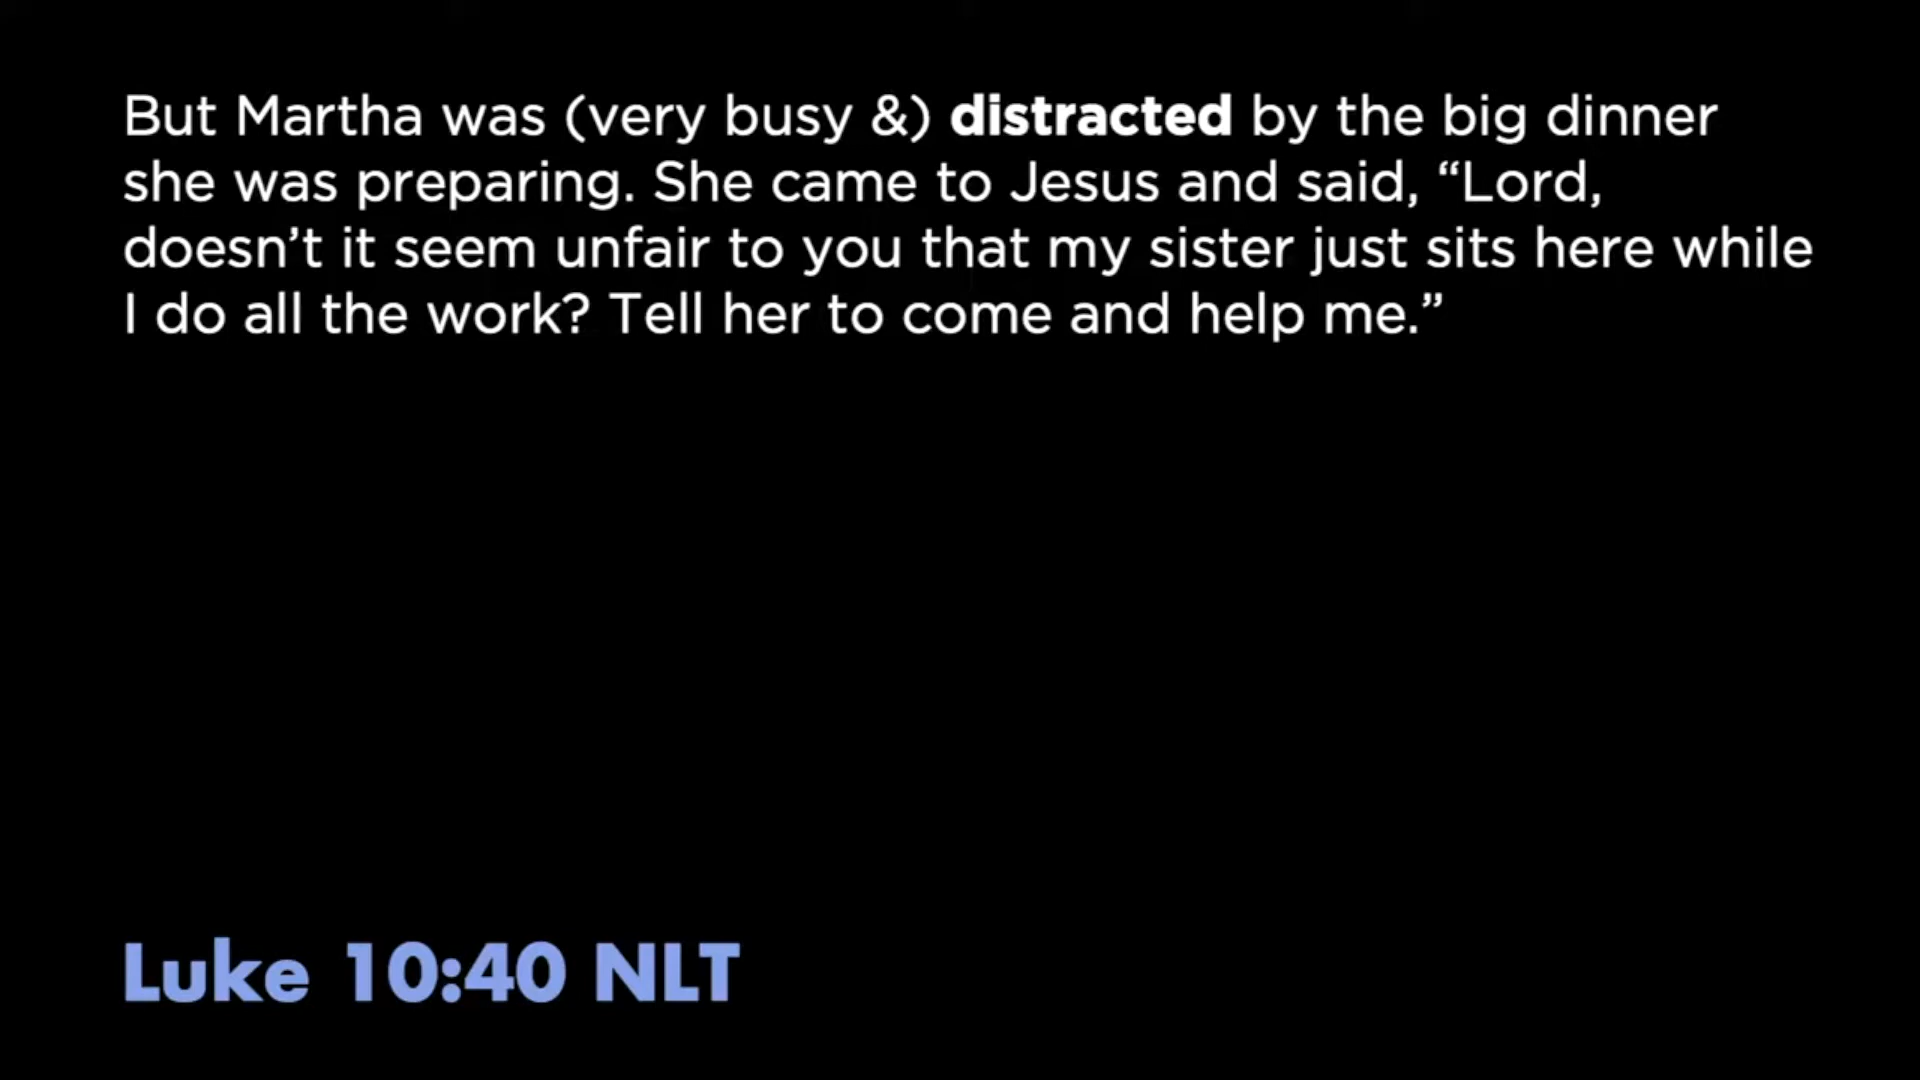 But Martha was (very busy &) distracted by the big dinner
she was preparing. She came to Jesus and said, “Lord,
doesn’t it seem unfair to you that my sister just sits here while
I do all the work? Tell her to come and help me.”
Luke 10:40 NLT